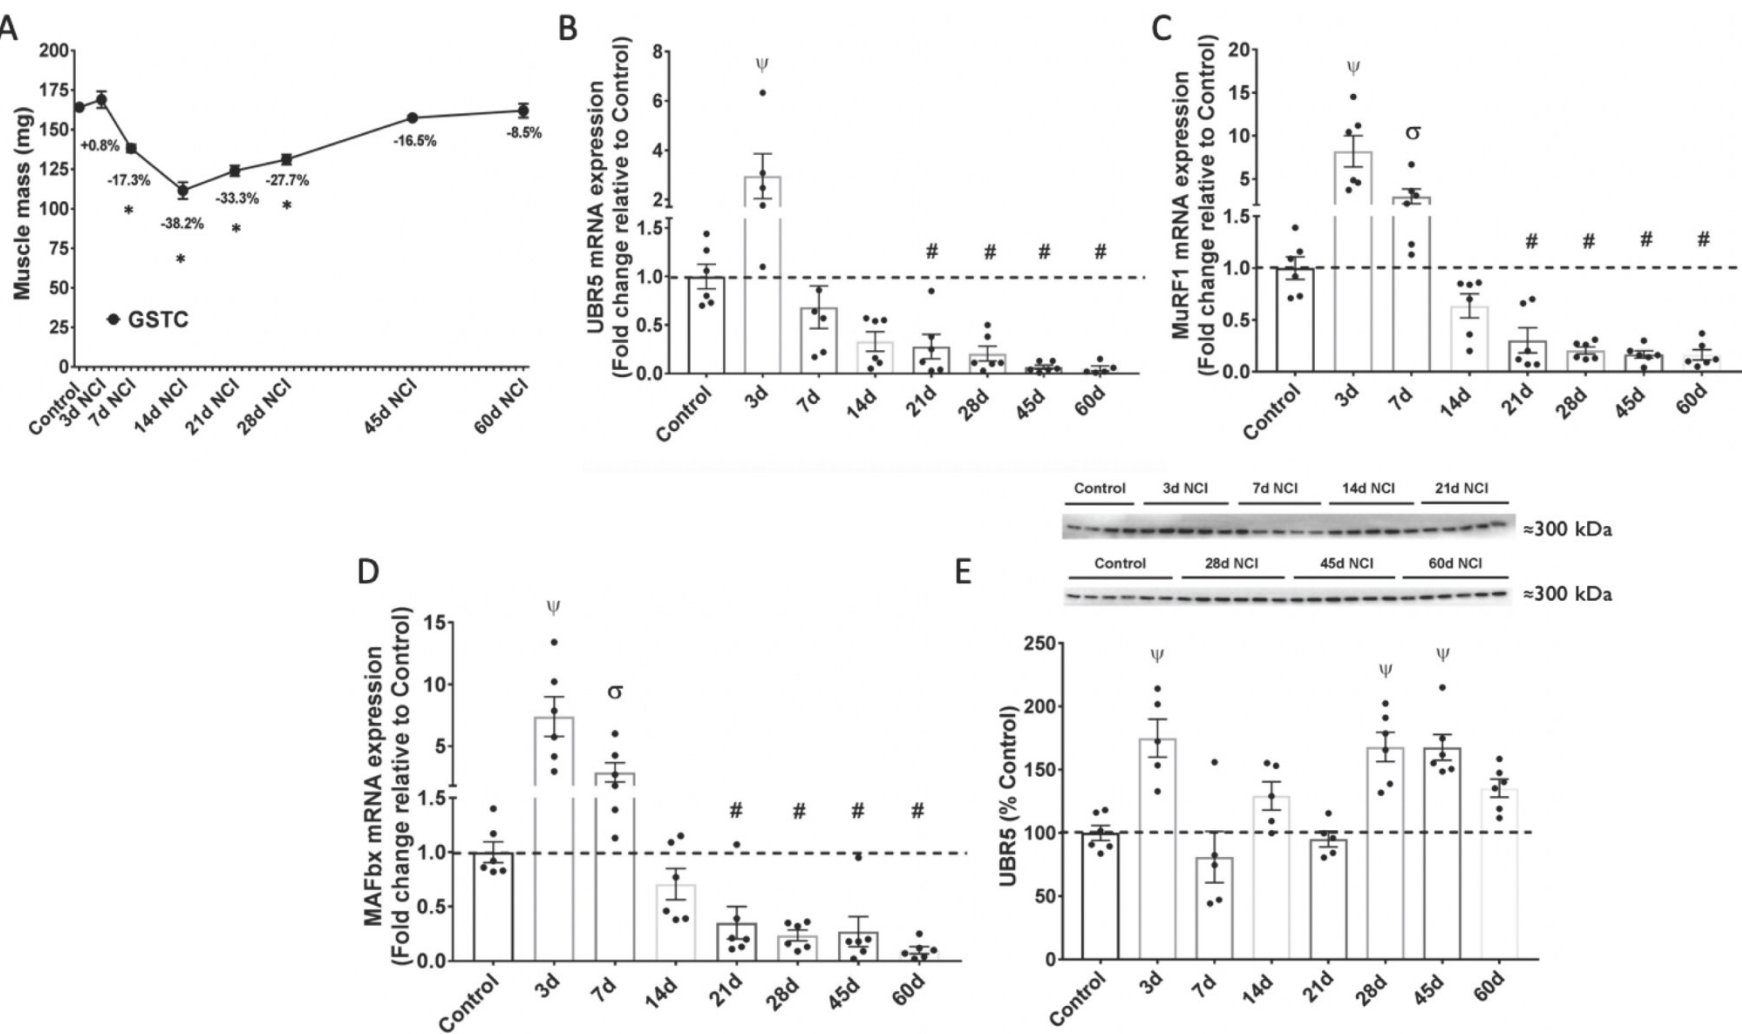 A
Muscle mass (mg)
200
175
150
125
100
75
50
25
0
+0.8%
-17.3%
*
-38.2%
*
-33.3%
*
-27.7%
*
-16.5%
-8.5%
GSTC
Control
3d NCI
7d NCI
14d NCI
21d NCI
28d NCI
45d NCI
60d NCI
B
UBR5 mRNA expression
(Fold change relative to Control)
8
6
4
2
1.5
1.0
0.5
0.0
ψ
# # # #
Control 3d 7d 14d 21d 28d 45d 60d
C
MuRF1 mRNA expression
(Fold change relative to Control)
20
15
10
5
1.5
1.0
0.5
0.0
ψ
σ
# # # #
Control 3d 7d 14d 21d 28d 45d 60d
D
MAFbx mRNA expression
(Fold change relative to Control)
15
10
5
1.5
1.0
0.5
0.0
ψ
σ
# # # #
Control 3d 7d 14d 21d 28d 45d 60d
E
Control 3d NCI 7d NCI 14d NCI 21d NCI
≈300 kDa
Control 28d NCI 45d NCI 60d NCI
≈300 kDa
UBR5 (% Control)
250
200
150
100
50
0
ψ ψ ψ
Control 3d 7d 14d 21d 28d 45d 60d